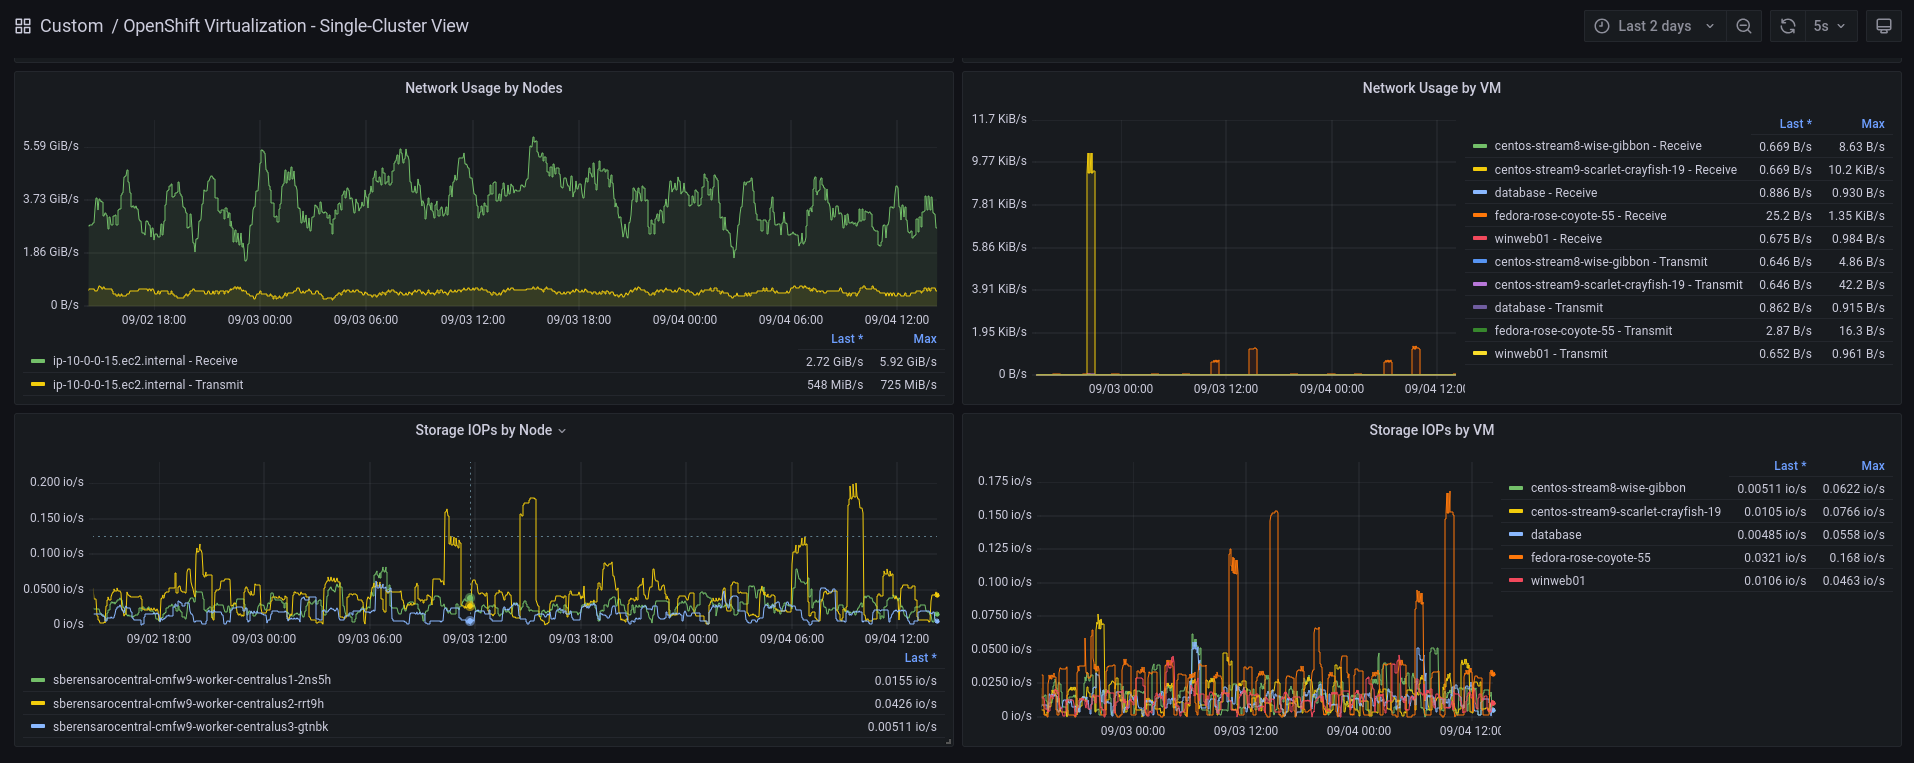 Custom / OpenShift Virtualization - Single-Cluster View
Last 2 days
5s
Network Usage by Nodes
5.59 GiB/s
3.73 GiB/s
1.86 GiB/s
0 B/s
09/02 18:00 09/03 00:00 09/03 06:00 09/03 12:00 09/03 18:00 09/04 00:00 09/04 06:00 09/04 12:00
Last * Max
ip-10-0-0-15.ec2.internal - Receive 2.72 GiB/s 5.92 GiB/s
ip-10-0-0-15.ec2.internal - Transmit 548 MiB/s 725 MiB/s
Network Usage by VM
11.7 KiB/s
9.77 KiB/s
7.81 KiB/s
5.86 KiB/s
3.91 KiB/s
1.95 KiB/s
0 B/s
09/03 00:00 09/03 12:00 09/04 00:00 09/04 12:00
Last * Max
centos-stream8-wise-gibbon - Receive 0.669 B/s 8.63 B/s
centos-stream9-scarlet-crayfish-19 - Receive 0.669 B/s 10.2 KiB/s
database - Receive 0.886 B/s 0.930 B/s
fedora-rose-coyote-55 - Receive 25.2 B/s 1.35 KiB/s
winweb01 - Receive 0.675 B/s 0.984 B/s
centos-stream8-wise-gibbon - Transmit 0.646 B/s 4.86 B/s
centos-stream9-scarlet-crayfish-19 - Transmit 0.646 B/s 42.2 B/s
database - Transmit 0.862 B/s 0.915 B/s
fedora-rose-coyote-55 - Transmit 2.87 B/s 16.3 B/s
winweb01 - Transmit 0.652 B/s 0.961 B/s
Storage IOPs by Node
0.200 io/s
0.150 io/s
0.100 io/s
0.0500 io/s
0 io/s
09/02 18:00 09/03 00:00 09/03 06:00 09/03 12:00 09/03 18:00 09/04 00:00 09/04 06:00 09/04 12:00
Last *
sberensarocentral-cmfw9-worker-centralus1-2ns5h 0.0155 io/s
sberensarocentral-cmfw9-worker-centralus2-rrt9h 0.0426 io/s
sberensarocentral-cmfw9-worker-centralus3-gtnbk 0.00511 io/s
Storage IOPs by VM
0.175 io/s
0.150 io/s
0.125 io/s
0.100 io/s
0.0750 io/s
0.0500 io/s
0.0250 io/s
0 io/s
09/03 00:00 09/03 12:00 09/04 00:00 09/04 12:00
Last * Max
centos-stream8-wise-gibbon 0.00511 io/s 0.0622 io/s
centos-stream9-scarlet-crayfish-19 0.0105 io/s 0.0766 io/s
database 0.00485 io/s 0.0558 io/s
fedora-rose-coyote-55 0.0321 io/s 0.168 io/s
winweb01 0.0106 io/s 0.0463 io/s